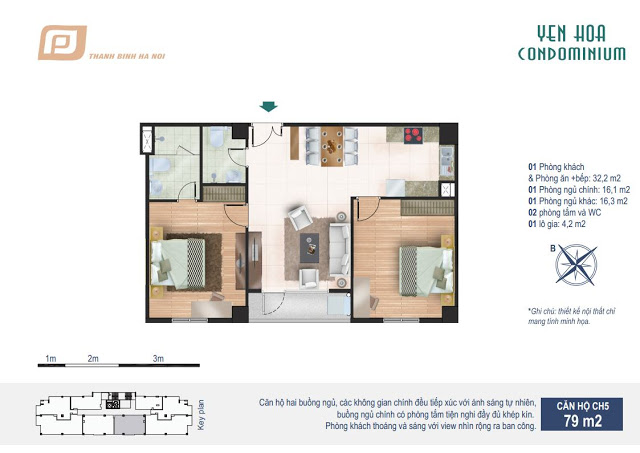 THANH BINH HA NOI
YEN HOA
CONDOMINIUM
01 Phòng khách
& Phòng ăn +bếp: 32,2 m2
01 Phòng ngủ chính: 16,1 m2
01 Phòng ngủ khác: 16,3 m2
02 phòng tắm và WC
01 lô gia: 4,2 m2
B
*Ghi chú: thiết kế nội thất chỉ
mang tính minh họa.
1m 2m 3m
Key plan
Căn hộ hai buồng ngủ, các không gian chính đều tiếp xúc với ánh sáng tự nhiên,
buồng ngủ chính có phòng tắm tiện nghi đầy đủ khép kín.
Phòng khách thoáng và sáng với view nhìn rộng ra ban công.
CĂN HỘ CH5
79 m2